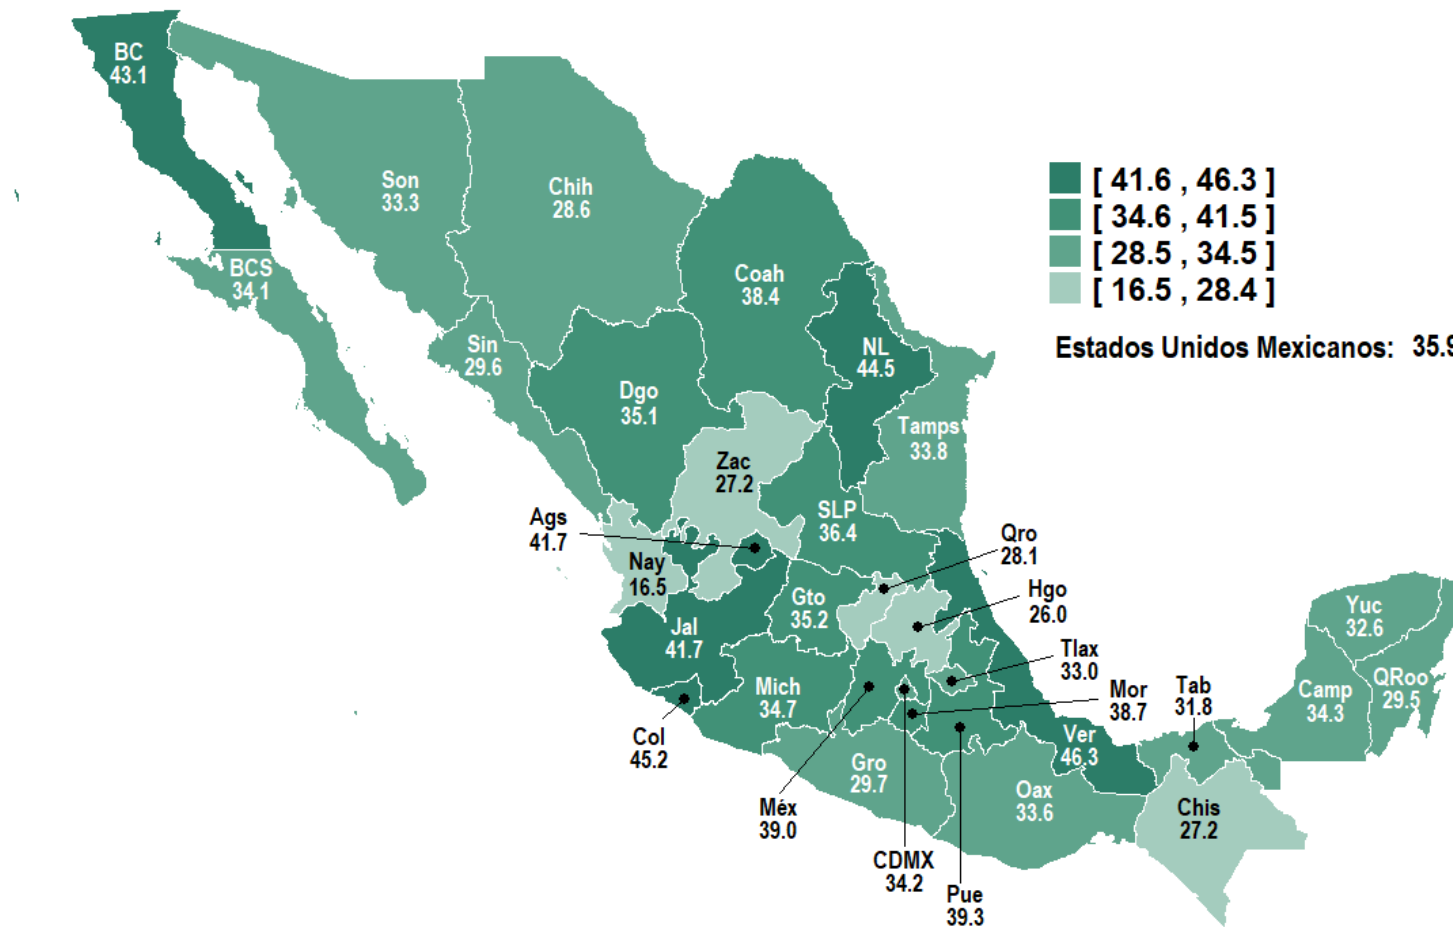 BC
43.1
Son
33.3
Chih
28.6
[ 41.6 , 46.3 ]
[ 34.6 , 41.5 ]
[ 28.5 , 34.5 ]
[ 16.5 , 28.4 ]
Estados Unidos Mexicanos: 35.9
BCS
34.1
Coah
38.4
Sin
29.6
NL
44.5
Dgo
35.1
Tamps
33.8
Zac
27.2
Ags
41.7
SLP
36.4
Qro
28.1
Nay
16.5
Gto
35.2
Hgo
26.0
Yuc
32.6
Jal
41.7
Tlax
33.0
Mich
34.7
Mor
38.7
Tab
31.8
Camp
34.3
QRoo
29.5
Col
45.2
Ver
46.3
Gro
29.7
Oax
33.6
Méx
39.0
Chis
27.2
CDMX
34.2
Pue
39.3